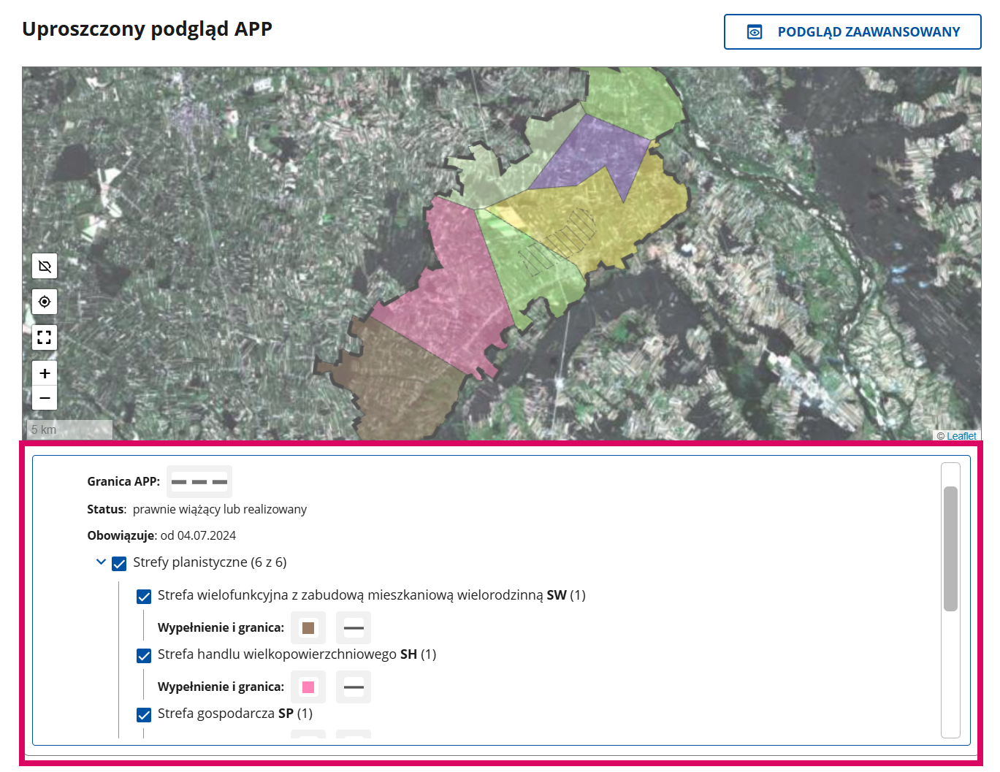 Uproszczony podgląd APP
PODGLĄD ZAAWANSOWANY
+
−
5 km
© Leaflet
Granica APP:
Status: prawnie wiążący lub realizowany
Obowiązuje: od 04.07.2024
Strefy planistyczne (6 z 6)
Strefa wielofunkcyjna z zabudową mieszkaniową wielorodzinną SW (1)
Wypełnienie i granica:
Strefa handlu wielkopowierzchniowego SH (1)
Wypełnienie i granica:
Strefa gospodarcza SP (1)